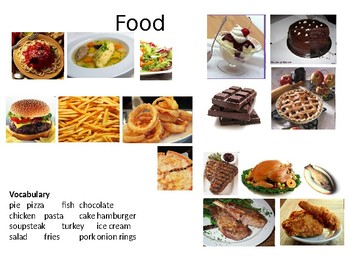 Food
Vocabulary
pie pizza fish chocolate
chicken pasta cake hamburger
soupsteak turkey ice cream
salad fries pork onion rings